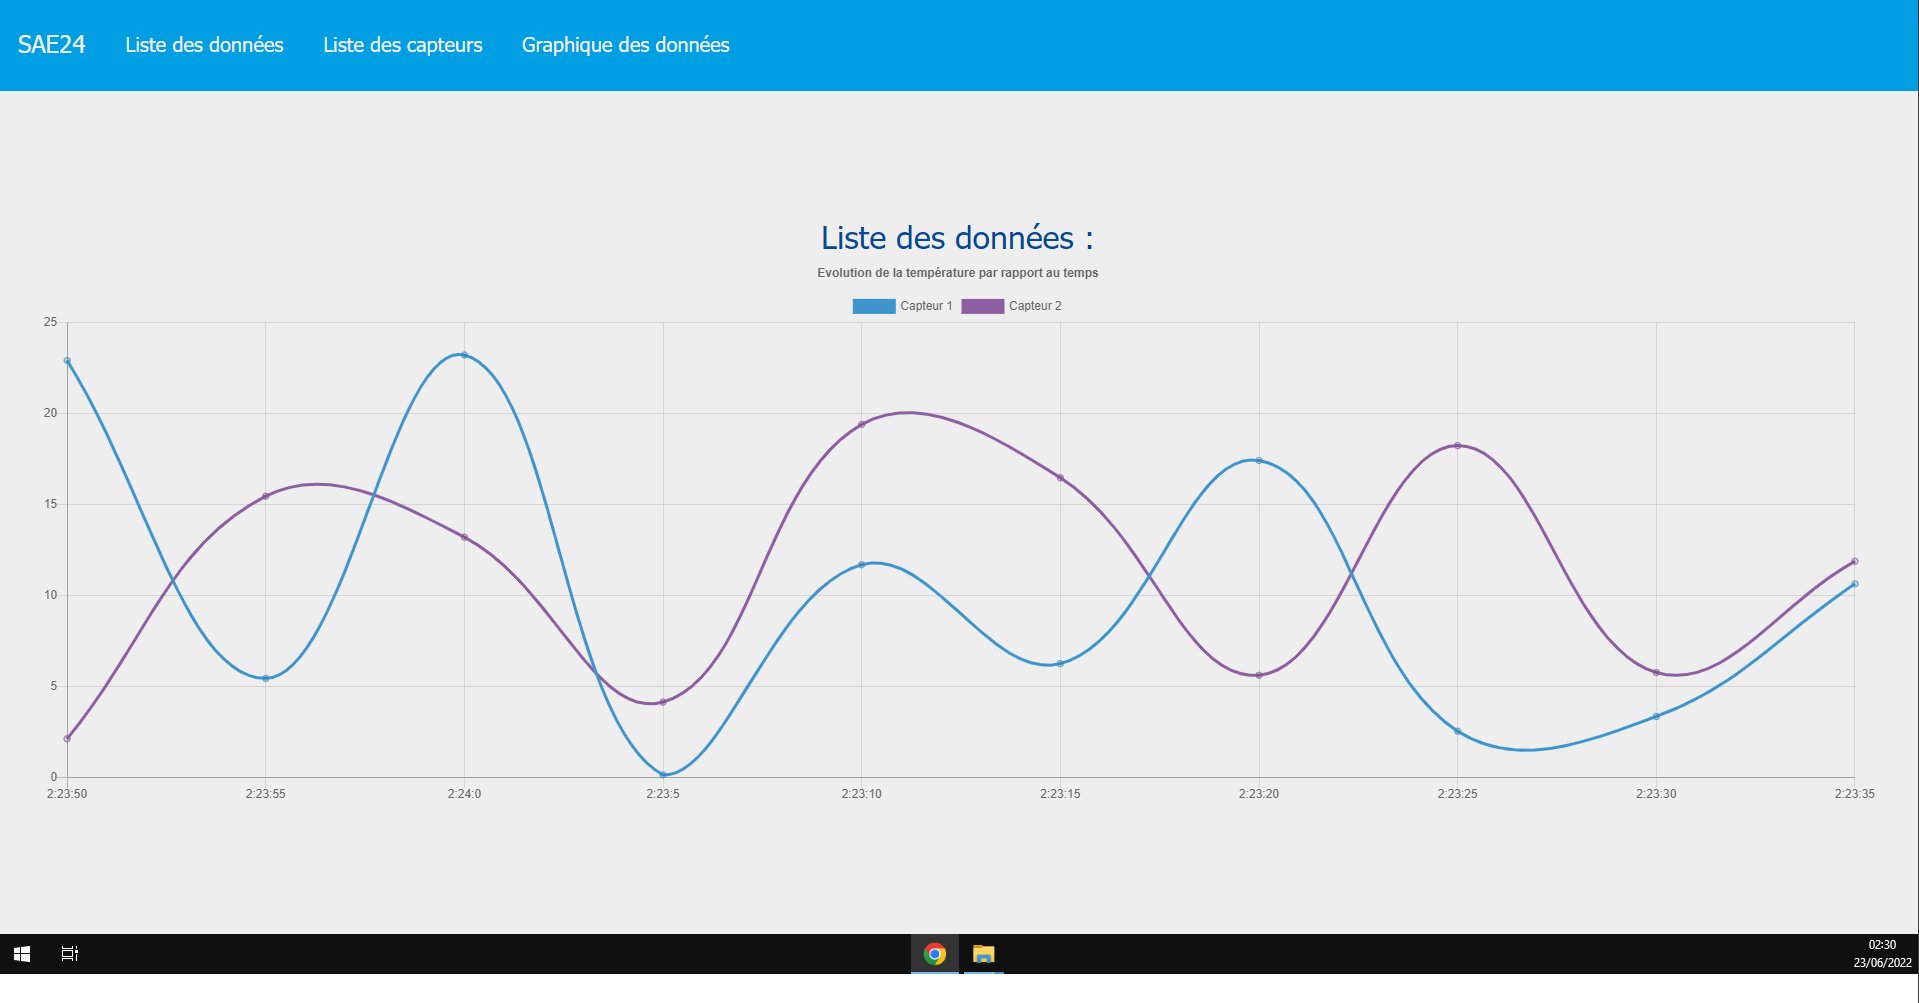 SAE24 Liste des données Liste des capteurs Graphique des données
Liste des données :
Evolution de la température par rapport au temps
Capteur 1 Capteur 2
25
20
15
10
5
0
2:23:50 2:23:55 2:24:0 2:23:5 2:23:10 2:23:15 2:23:20 2:23:25 2:23:30 2:23:35
02:30
23/06/2022